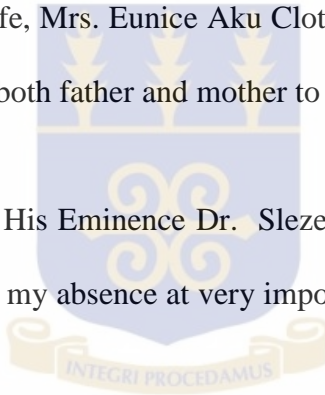 fe, Mrs. Eunice Aku Clot
both father and mother to
His Eminence Dr. Sleze
my absence at very impo
INTEGRI PROCEDAMUS